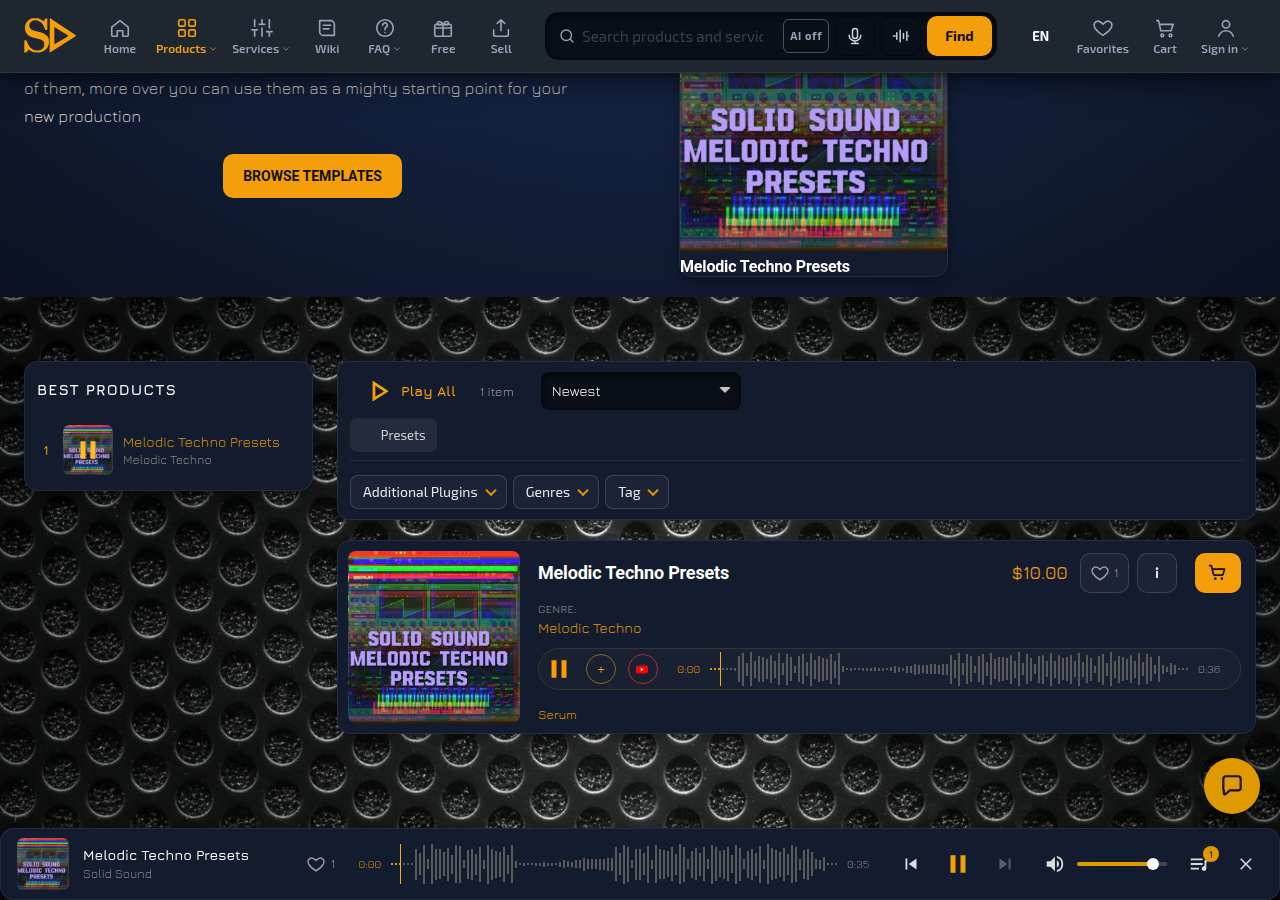 Home
Products
Services
Wiki
FAQ
Free
Sell
Search products and servic
AI off
Find
EN
Favorites
Cart
Sign in
of them, more over you can use them as a mighty starting point for your
new production
BROWSE TEMPLATES
SOLID SOUND
MELODIC TECHNO
PRESETS
Melodic Techno Presets
BEST PRODUCTS
1
Melodic Techno Presets
Melodic Techno
Play All
1 item
Newest
Presets
Additional Plugins
Genres
Tag
SOLID SOUND
MELODIC TECHNO
PRESETS
Melodic Techno Presets
$10.00
1
i
GENRE:
Melodic Techno
+
0:00
0:36
Serum
MELODIC TECHNO
PRESETS
Melodic Techno Presets
Solid Sound
1
0:00
0:35
1